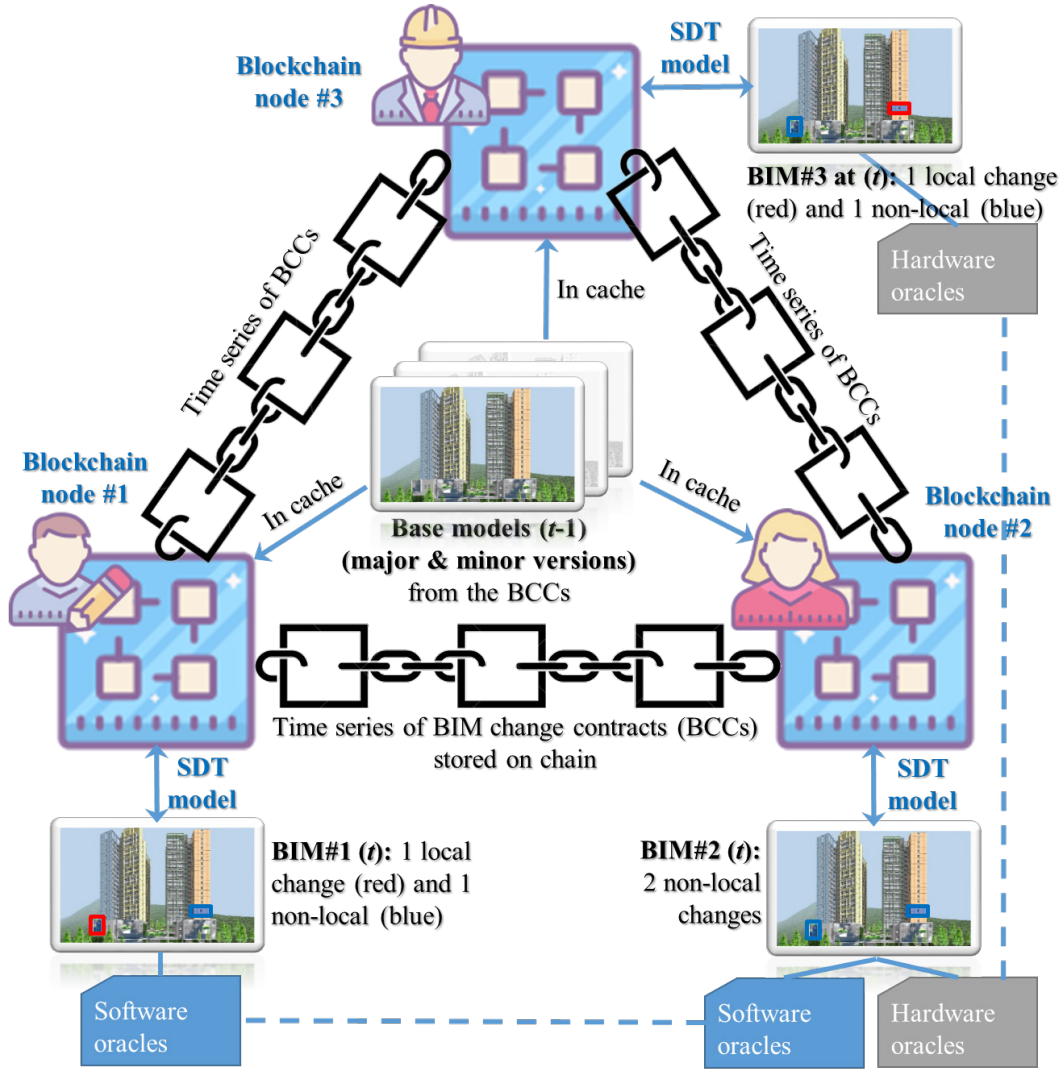 Blockchain
node #3
SDT
model
BIM#3 at (t): 1 local change
(red) and 1 non-local (blue)
Hardware
oracles
Time series of BCCs
Time series of BCCs
In cache
Blockchain
node #1
In cache
In cache
Blockchain
node #2
Base models (t-1)
(major & minor versions)
from the BCCs
Time series of BIM change contracts (BCCs)
stored on chain
SDT
model
SDT
model
BIM#1 (t): 1 local
change (red) and 1
non-local (blue)
BIM#2 (t):
2 non-local
changes
Software
oracles
Software
oracles
Hardware
oracles